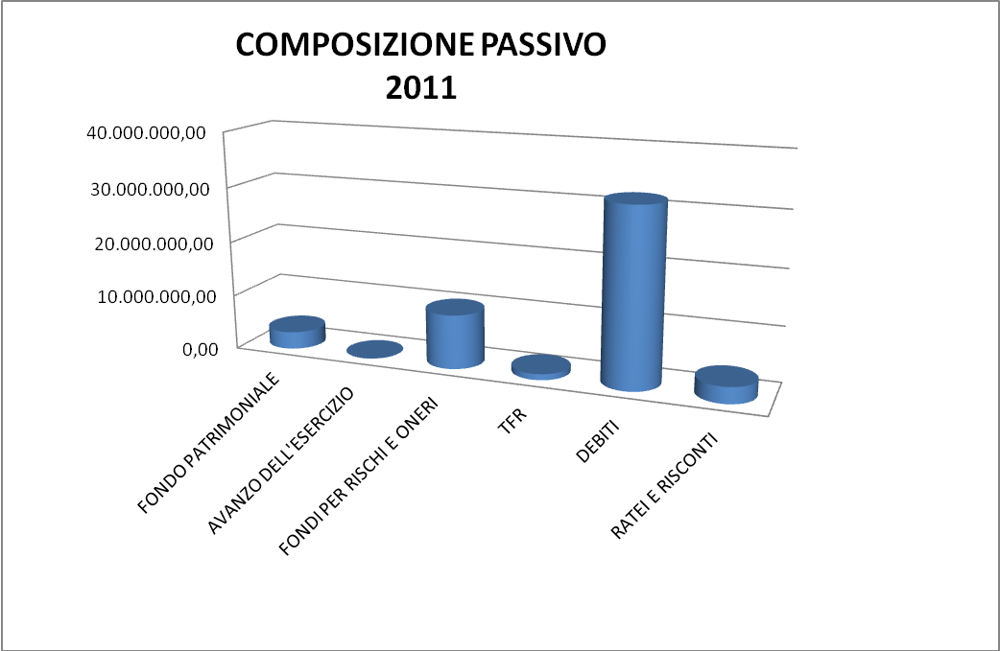 COMPOSIZIONE PASSIVO
2011
40.000.000,00
30.000.000,00
20.000.000,00
10.000.000,00
0,00
FONDO PATRIMONIALE
AVANZO DELL'ESERCIZIO
FONDI PER RISCHI E ONERI
TFR
DEBITI
RATEI E RISCONTI